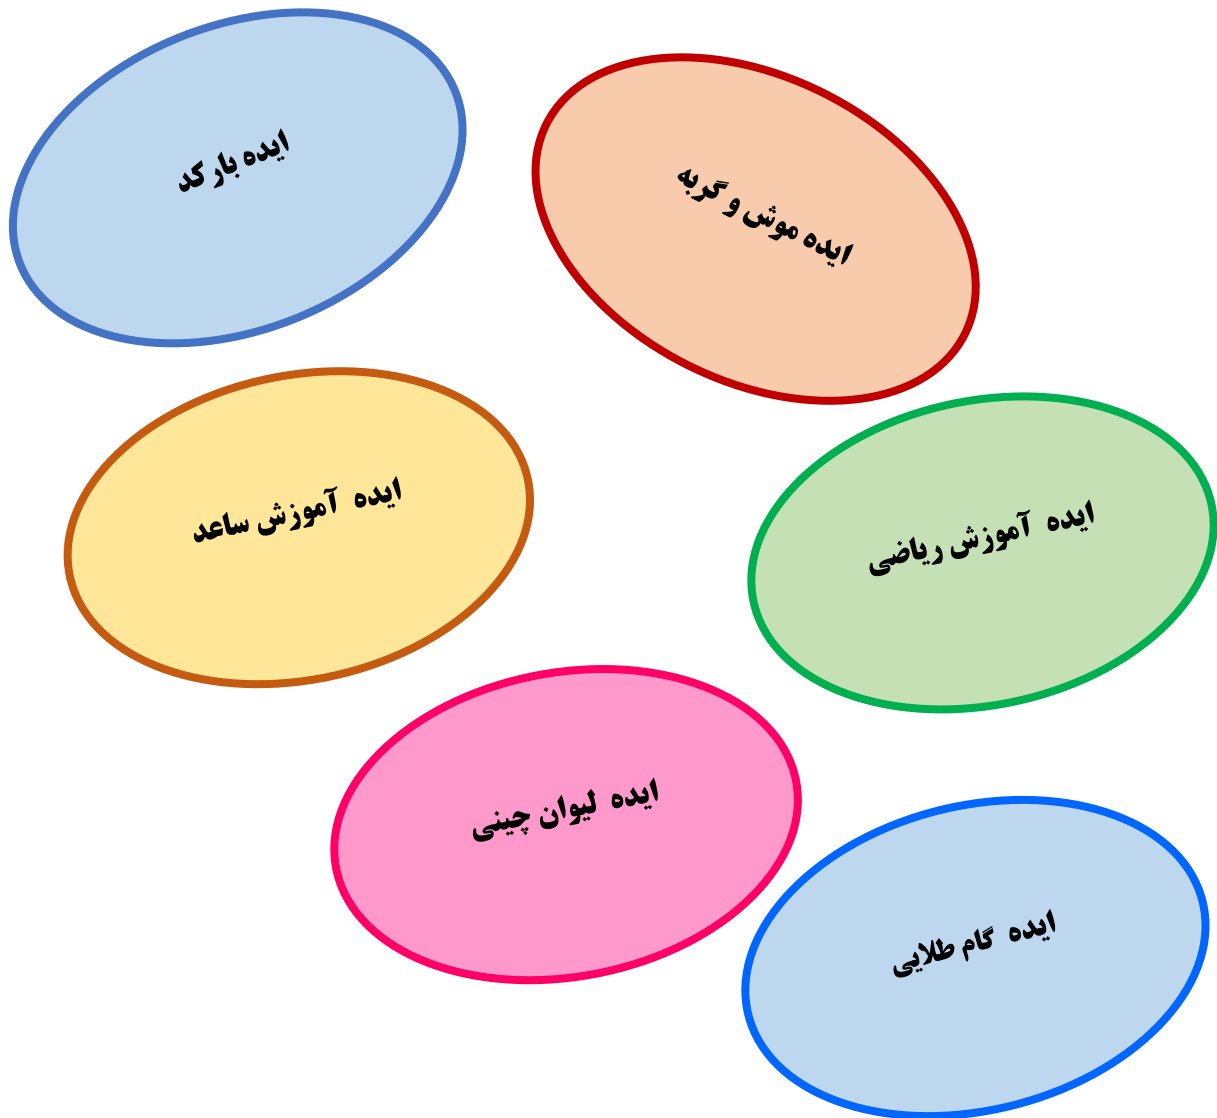 ایده بارکد
ایده موش و گربه
ایده آموزش ساعد
ایده آموزش ریاضی
ایده لیوان چینی
ایده گام طلایی